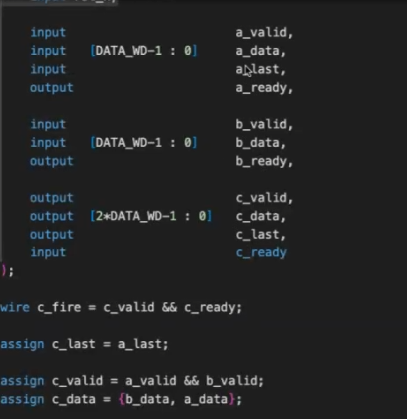 input a_valid,
input [DATA_WD-1 : 0] a_data,
input a_last,
output a_ready,
input b_valid,
input [DATA_WD-1 : 0] b_data,
output b_ready,
output c_valid,
output [2*DATA_WD-1 : 0] c_data,
output c_last,
input c_ready
);
wire c_fire = c_valid && c_ready;
assign c_last = a_last;
assign c_valid = a_valid && b_valid;
assign c_data = {b_data, a_data};